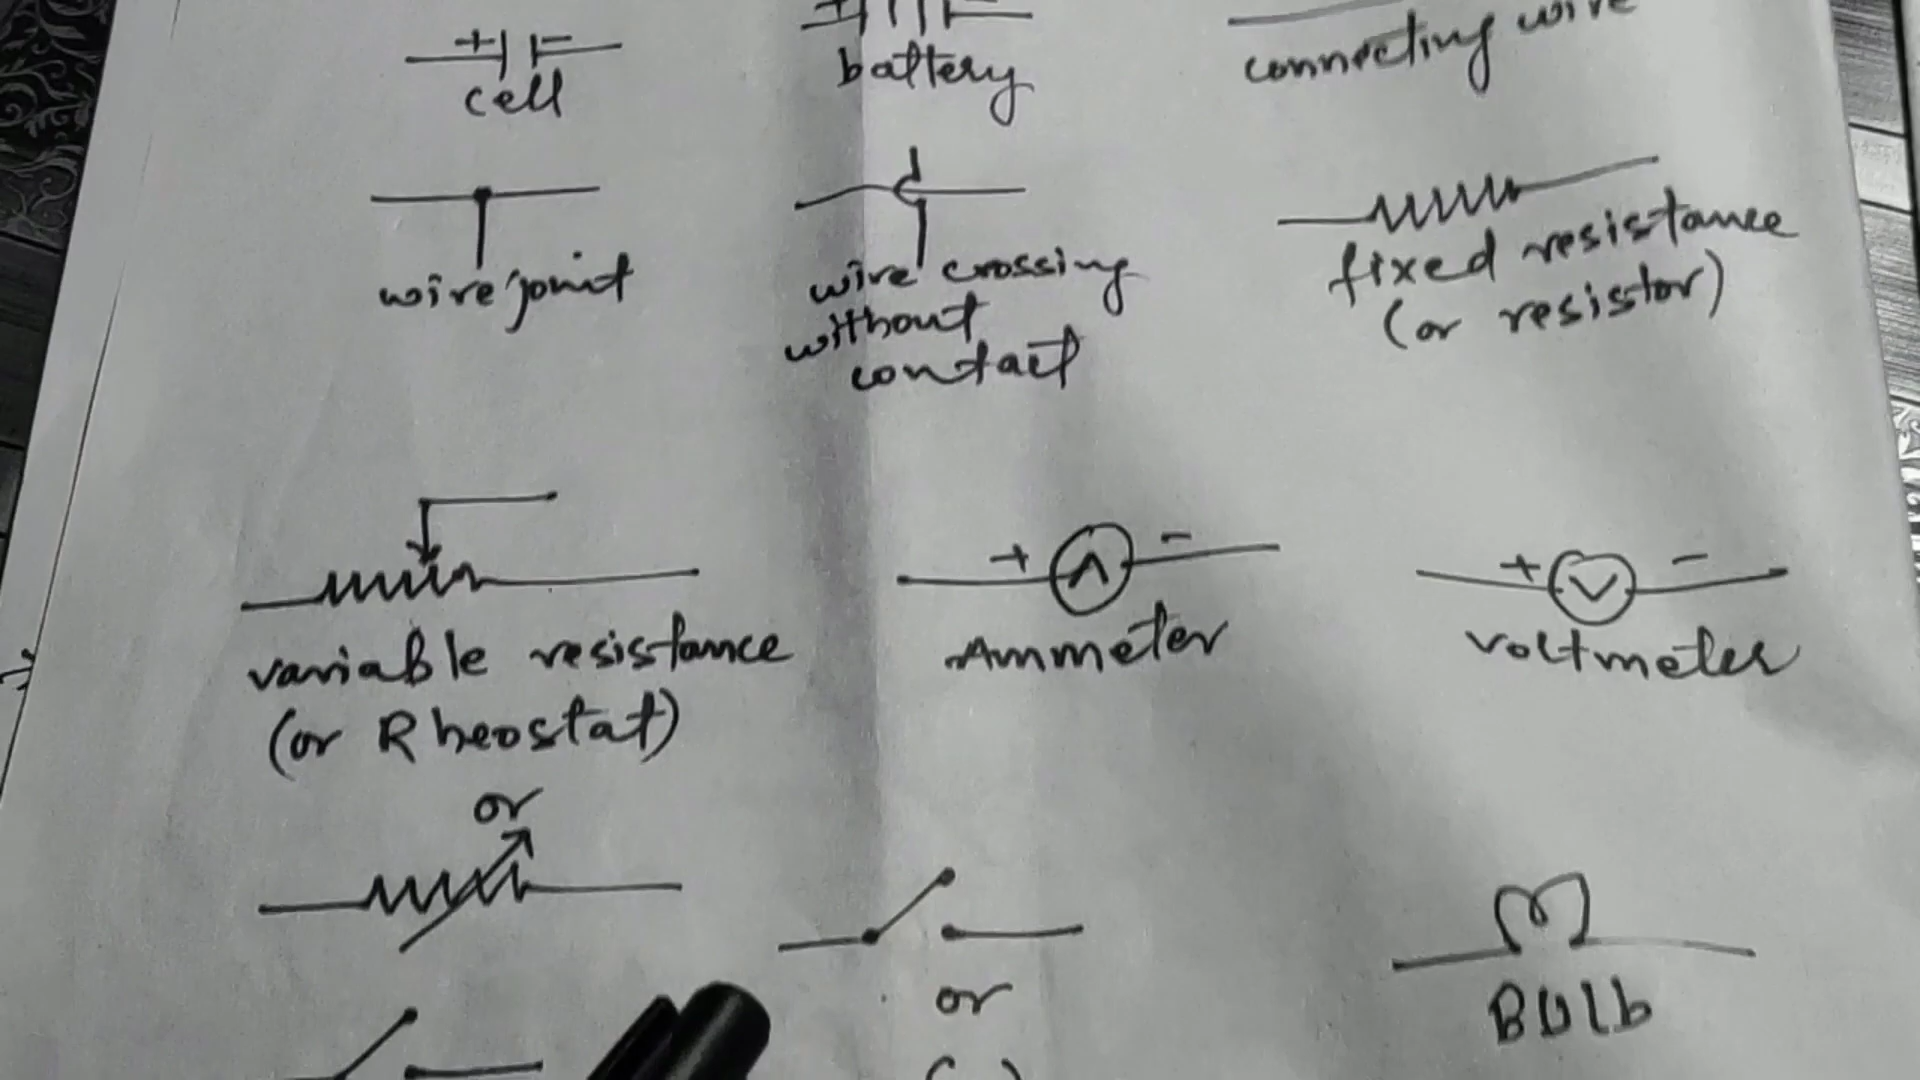 + -
cell
+
battery
connecting wire
wire joint
wire crossing
without
contact
fixed resistance
(or resistor)
variable resistance
(or Rheostat)
or
+ A -
Ammeter
+ V -
voltmeter
or
BUlb